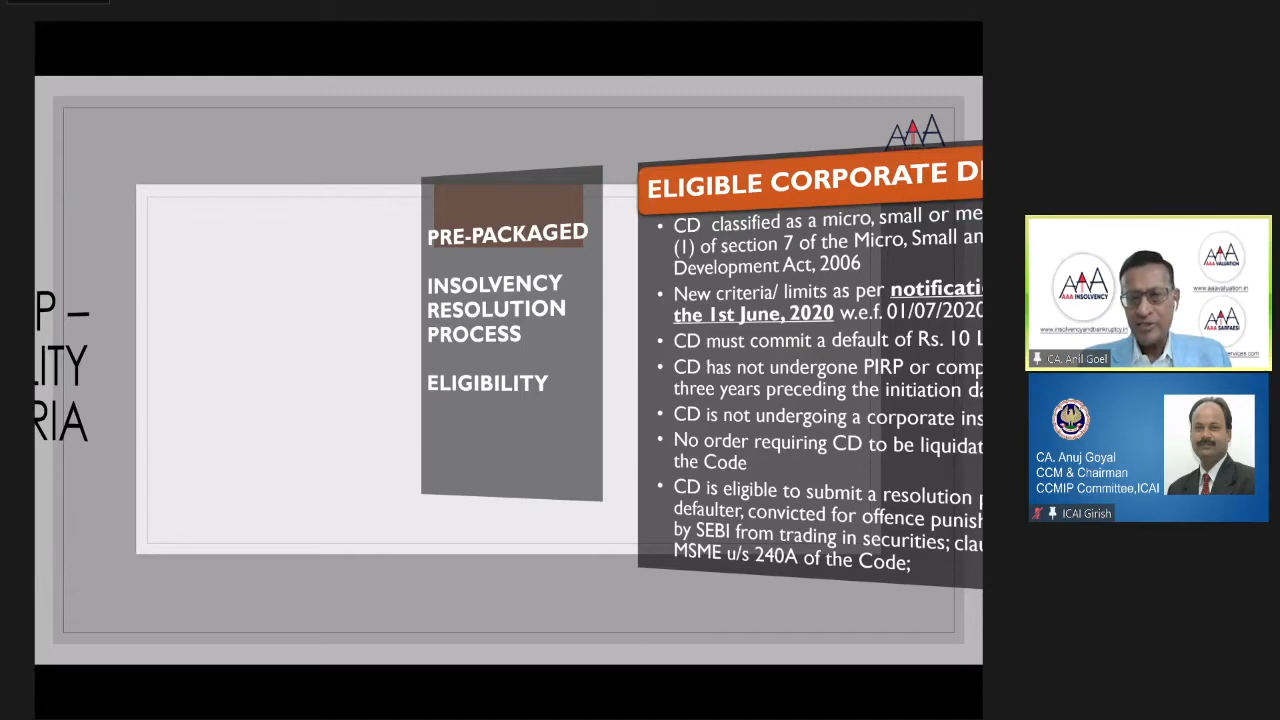 P –
LITY
RIA
PRE-PACKAGED
INSOLVENCY
RESOLUTION
PROCESS
ELIGIBILITY
ELIGIBLE CORPORATE D
• CD classified as a micro, small or me
(1) of section 7 of the Micro, Small an
Development Act, 2006
• New criteria/ limits as per notificati
the 1st June, 2020 w.e.f. 01/07/2020
• CD must commit a default of Rs. 10 L
• CD has not undergone PIRP or comp
three years preceding the initiation da
• CD is not undergoing a corporate ins
• No order requiring CD to be liquidat
the Code
• CD is eligible to submit a resolution p
defaulter, convicted for offence punish
by SEBI from trading in securities; clau
MSME u/s 240A of the Code;
AAA INSOLVENCY
www.insolvencyandbankruptcy.in
AAA VALUATION
www.aaavaluation.in
AAA SARFAESI
services.com
CA. Anil Goel
CA. Anuj Goyal
CCM & Chairman
CCMIP Committee,ICAI
ICAI Girish